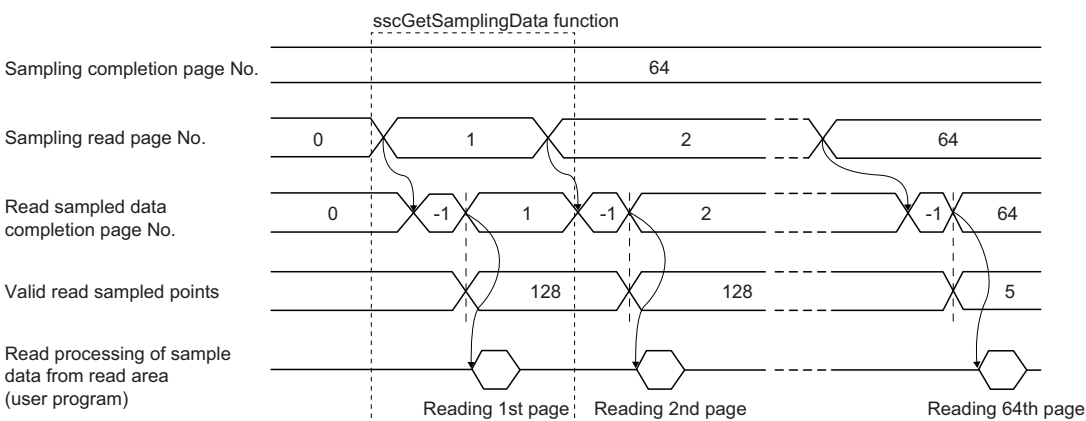 sscGetSamplingData function
Sampling completion page No.
64
Sampling read page No.
0
1
2
64
Read sampled data
completion page No.
0
-1
1
-1
2
-1
64
Valid read sampled points
128
128
5
Read processing of sample
data from read area
(user program)
Reading 1st page
Reading 2nd page
Reading 64th page